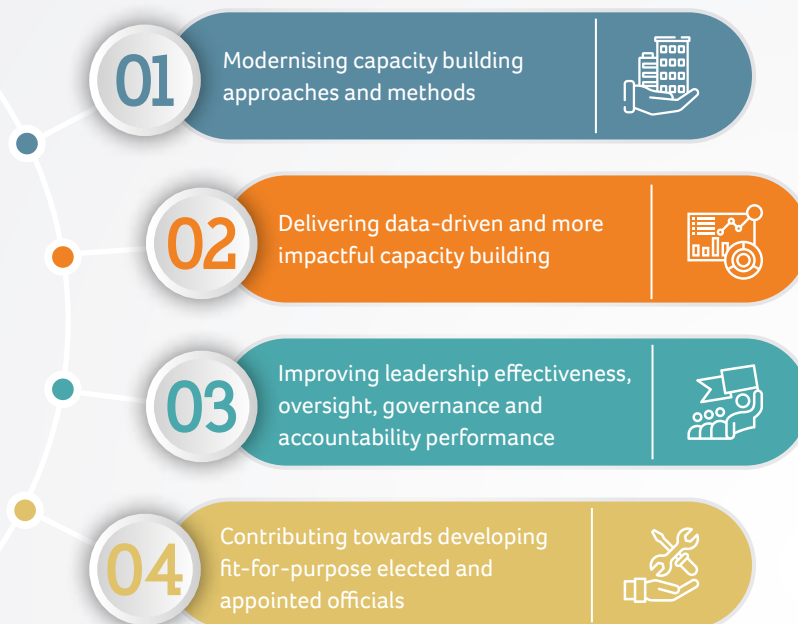 01
Modernising capacity building
approaches and methods
02
Delivering data-driven and more
impactful capacity building
03
Improving leadership effectiveness,
oversight, governance and
accountability performance
04
Contributing towards developing
fit-for-purpose elected and
appointed officials